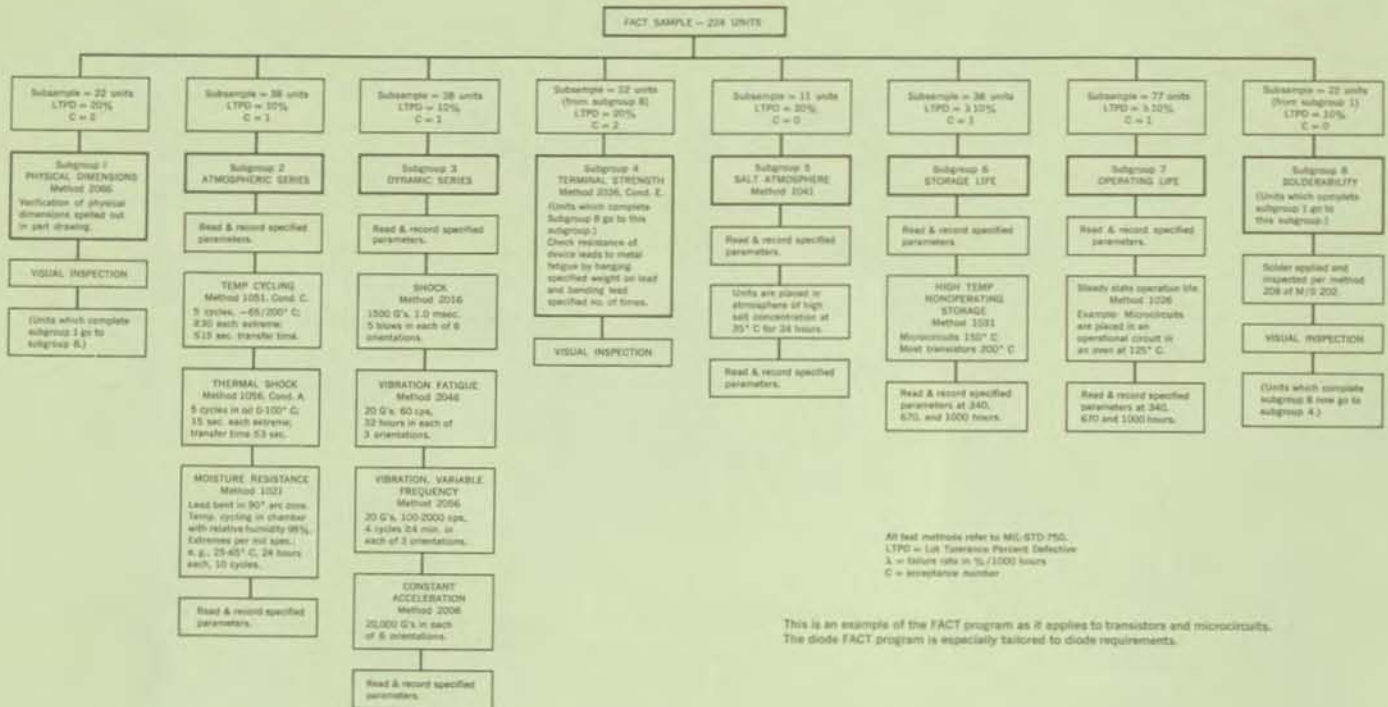 FACT SAMPLE – 224 UNITS
Subsample = 22 units
LTPD = 20%
C = 2
Subgroup 1
PHYSICAL DIMENSIONS
Method 2066
Verification of physical
dimensions spelled out
in part drawing.
VISUAL INSPECTION
(Units which complete
subgroup 1 go to
subgroup 8.)
Subsample = 38 units
LTPD = 10%
C = 1
Subgroup 2
ATMOSPHERIC SERIES
Read & record specified
parameters.
TEMP CYCLING
Method 1051, Cond. C.
5 cycles, –65/200° C;
≥30 each extreme;
≤15 sec. transfer time.
THERMAL SHOCK
Method 1056, Cond. A
5 cycles in oil 0-100° C;
15 sec. each extreme;
transfer time ≤3 sec.
MOISTURE RESISTANCE
Method 1021
Lead bent in 90° arc zone.
Temp. cycling in chamber
with relative humidity 98%.
Extremes per mil spec.;
e. g., 25-65° C, 24 hours
each, 10 cycles.
Read & record specified
parameters.
Subsample = 38 units
LTPD = 10%
C = 1
Subgroup 3
DYNAMIC SERIES
Read & record specified
parameters.
SHOCK
Method 2016
1500 G's, 1.0 msec.
5 blows in each of 6
orientations.
VIBRATION FATIGUE
Method 2046
20 G's, 60 cps,
32 hours in each of
3 orientations.
VIBRATION, VARIABLE
FREQUENCY
Method 2056
20 G's, 100-2000 cps,
4 cycles ≥4 min. in
each of 3 orientations.
CONSTANT
ACCELERATION
Method 2006
20,000 G's in each
of 6 orientations.
Read & record specified
parameters.
Subsample = 22 units
(from subgroup 8)
LTPD = 20%
C = 2
Subgroup 4
TERMINAL STRENGTH
Method 2036, Cond. E.
(Units which complete
Subgroup 8 go to this
subgroup.)
Check resistance of
device leads to metal
fatigue by hanging
specified weight on lead
and bending lead
specified no. of times.
VISUAL INSPECTION
Subsample = 11 units
LTPD = 20%
C = 0
Subgroup 5
SALT ATMOSPHERE
Method 1041
Read & record specified
parameters.
Units are placed in
atmosphere of high
salt concentration at
35° C for 24 hours.
Read & record specified
parameters.
Subsample = 38 units
LTPD = λ 10%
C = 1
Subgroup 6
STORAGE LIFE
Read & record specified
parameters
HIGH TEMP
NONOPERATING
STORAGE
Method 1031
Microcircuits 150° C
Most transistors 200° C
Read & record specified
parameters at 340,
670, and 1000 hours.
Subsample = 77 units
LTPD = λ 10%
C = 1
Subgroup 7
OPERATING LIFE
Read & record specified
parameters.
Steady state operation life.
Method 1026
Example: Microcircuits
are placed in an
operational circuit in
an oven at 125° C.
Read & record specified
parameters at 340,
670 and 1000 hours.
Subsample = 22 units
(from subgroup 1)
LTPD = 10%
C = 0
Subgroup 8
SOLDERABILITY
(Units which complete
subgroup 1 go to
this subgroup.)
Solder applied and
inspected per method
208 of M/S 202.
VISUAL INSPECTION
(Units which complete
subgroup 8 now go to
subgroup 4.)
All test methods refer to MIL-STD-750.
LTPD = Lot Tolerance Percent Defective
λ = failure rate in %/1000 hours
C = acceptance number
This is an example of the FACT program as it applies to transistors and microcircuits.
The diode FACT program is especially tailored to diode requirements.